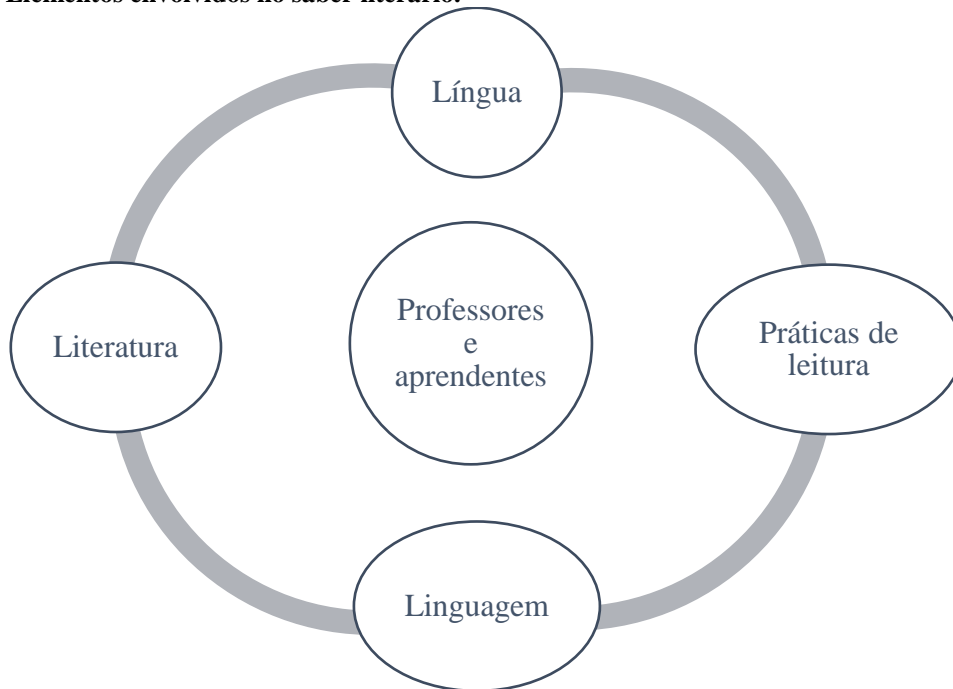 Elementos envolvidos no saber literário.
Língua
Professores
e
aprendentes
Literatura
Práticas de
leitura
Linguagem